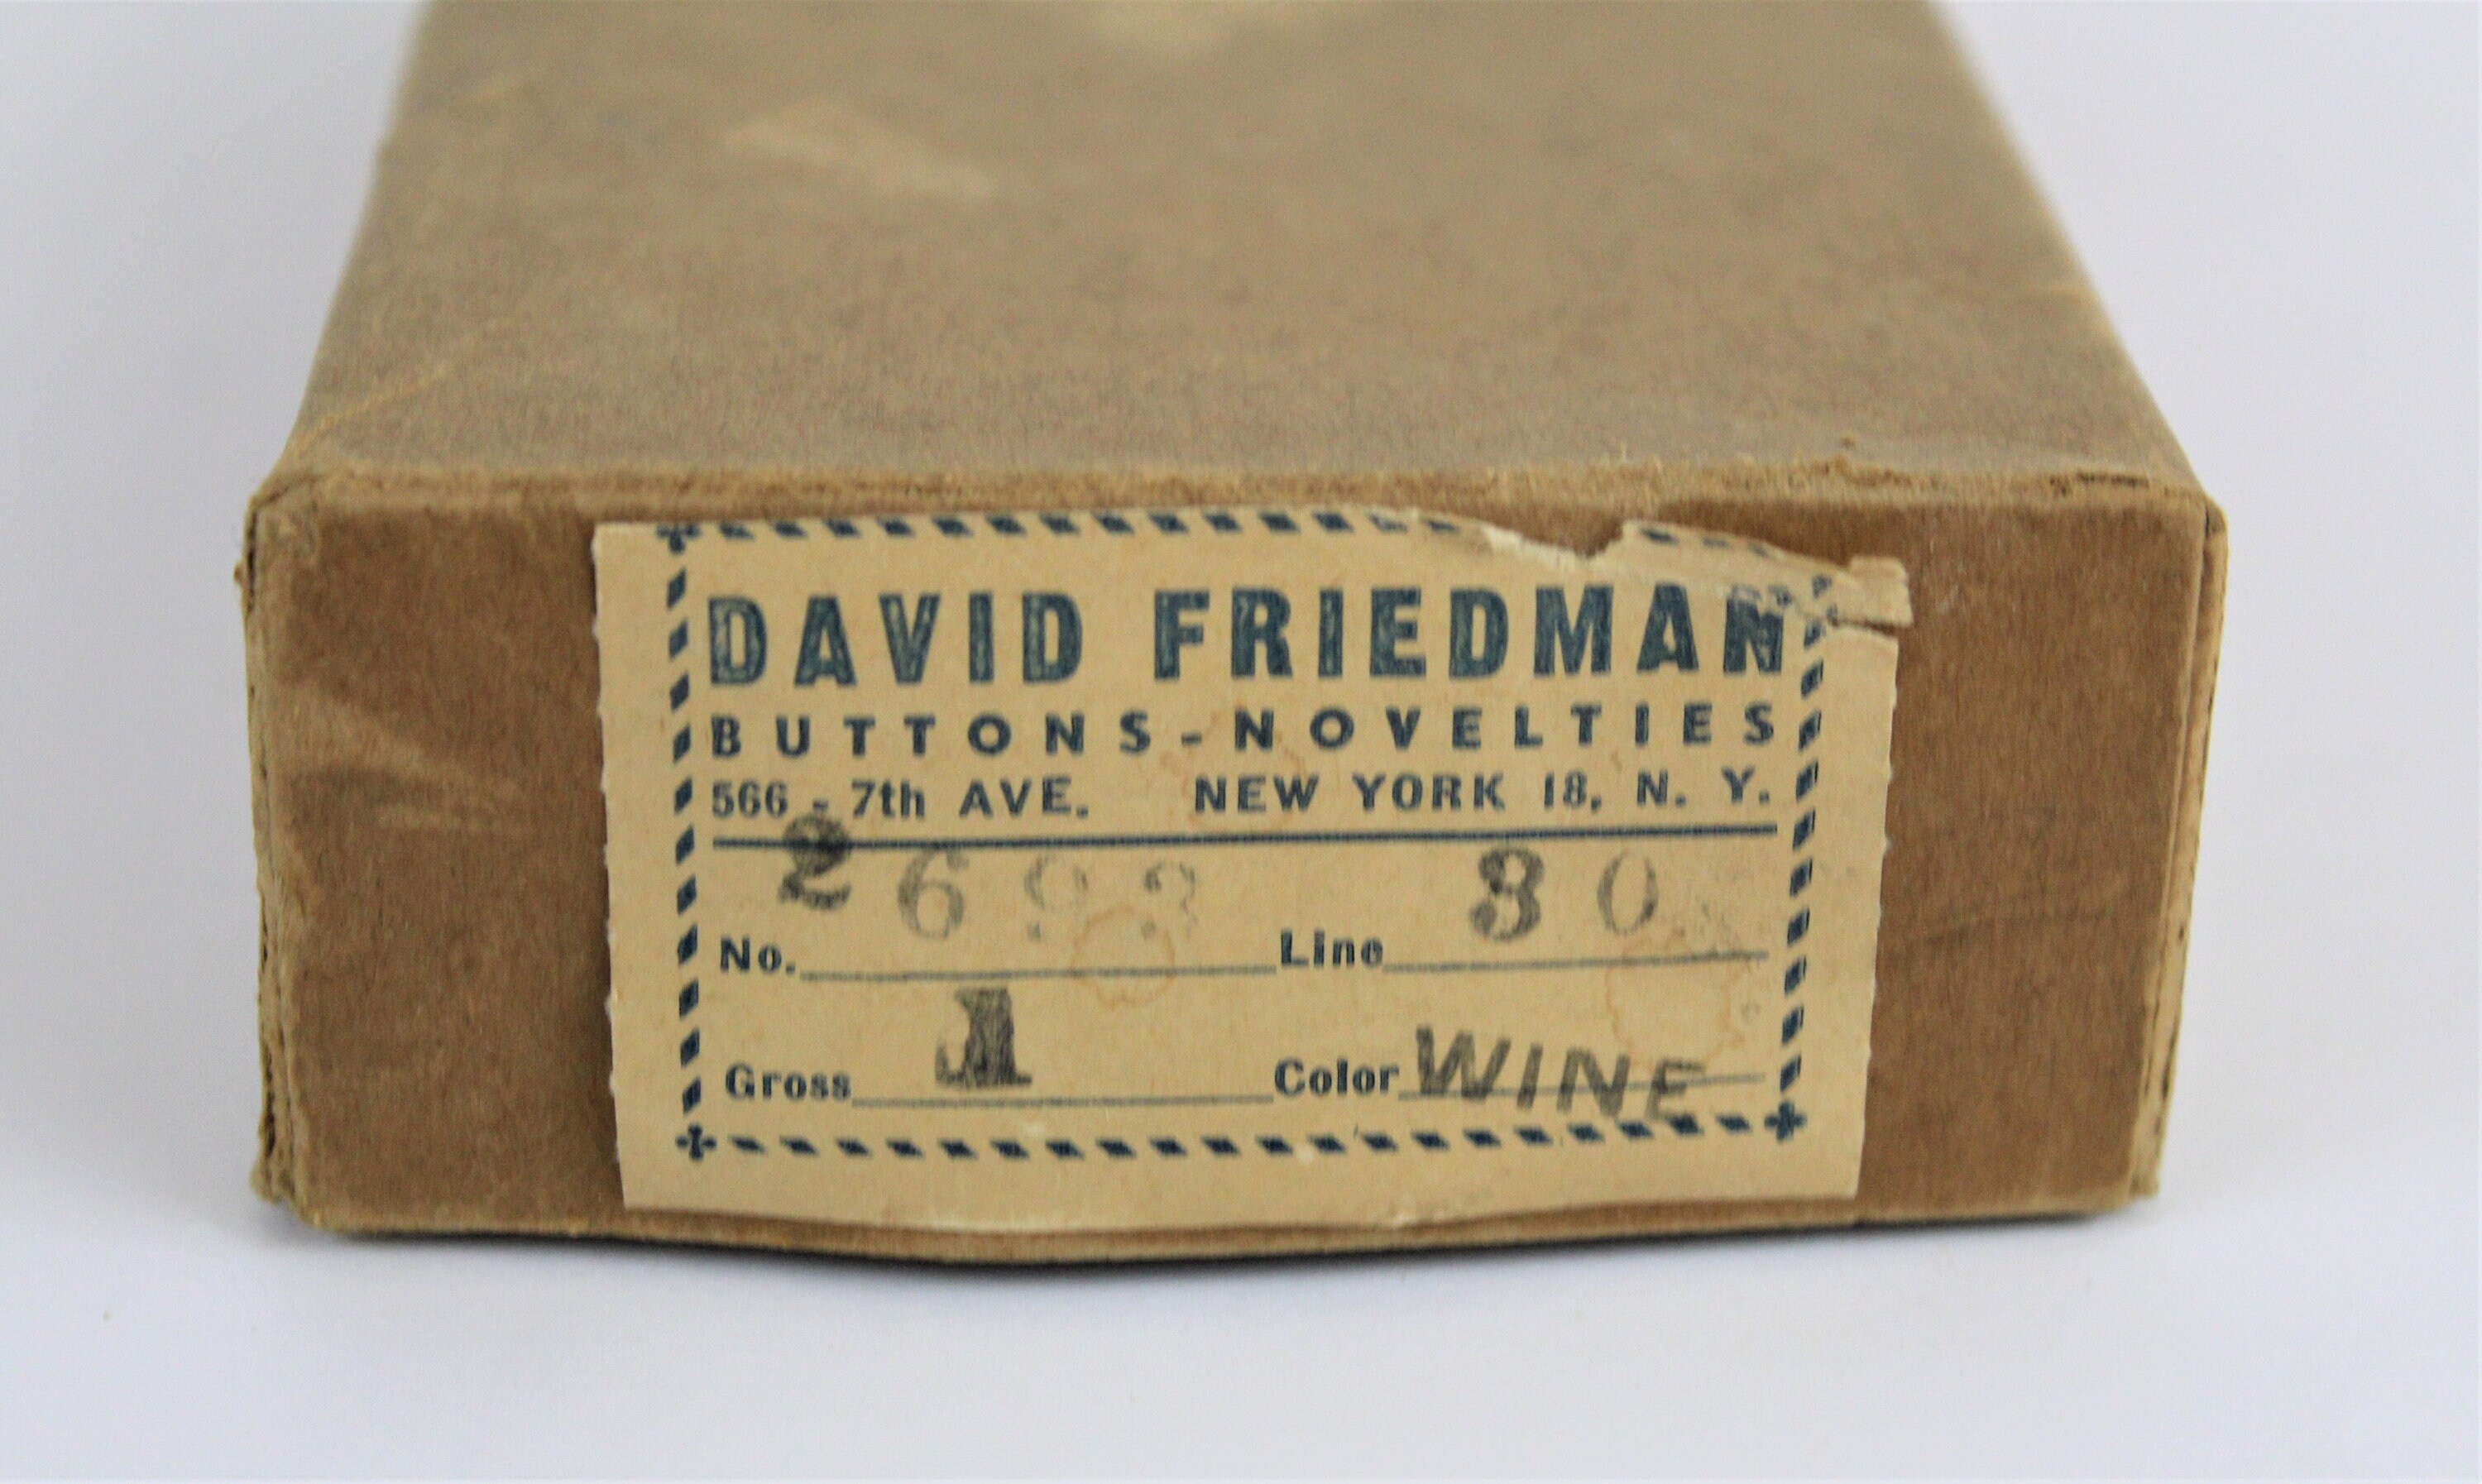 DAVID FRIEDMAN
BUTTONS-NOVELTIES
566 - 7th AVE. NEW YORK 18, N. Y.
No. Line 30
Gross 1 Color WINE